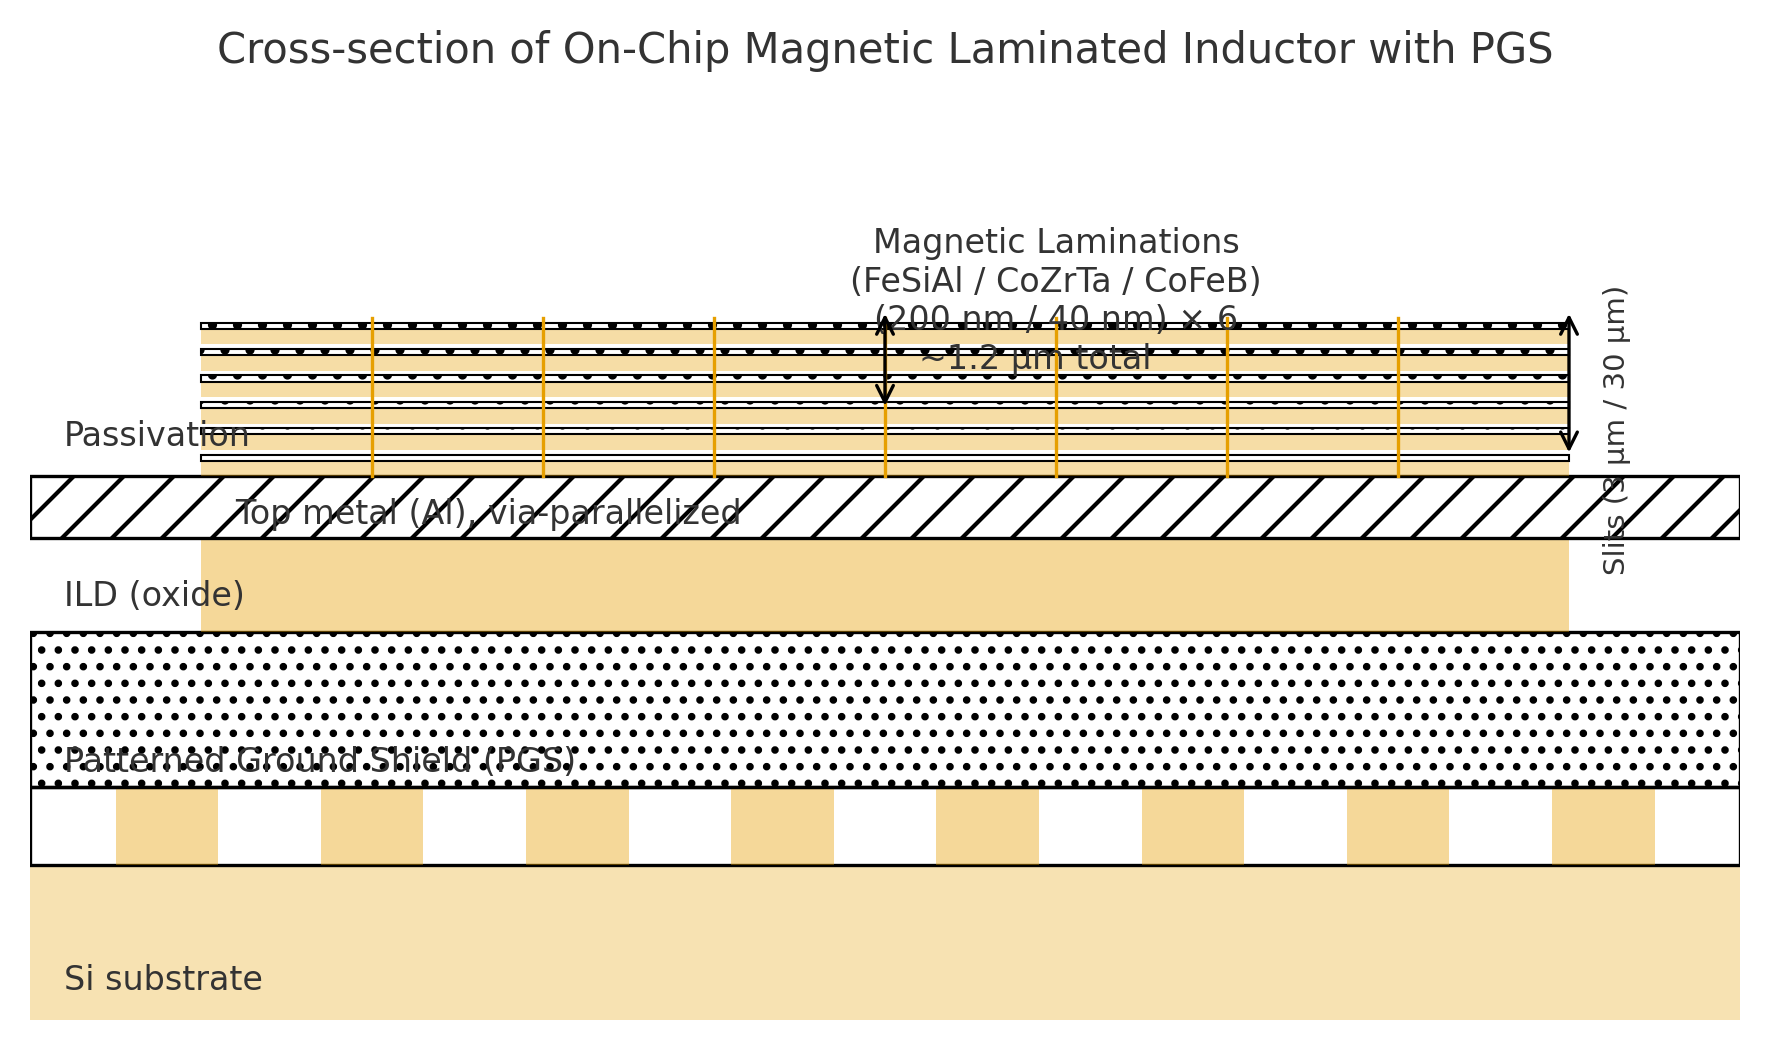 Cross-section of On-Chip Magnetic Laminated Inductor with PGS
Magnetic Laminations
(FeSiAl / CoZrTa / CoFeB)
(200 nm / 40 nm) × 6
~1.2 μm total
Slits (3 μm / 30 μm)
Passivation
Top metal (Al), via-parallelized
ILD (oxide)
Patterned Ground Shield (PGS)
Si substrate